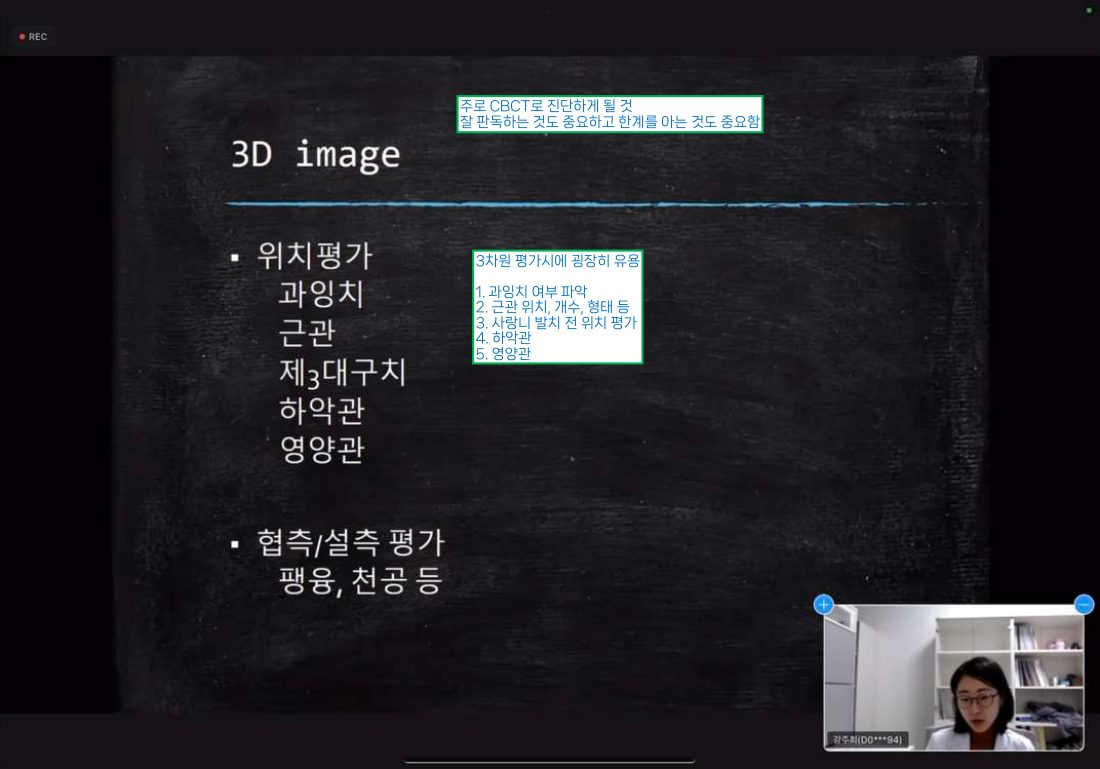 REC
주로 CBCT로 진단하게 될 것
잘 판독하는 것도 중요하고 한계를 아는 것도 중요함
3D image
▪ 위치평가
과잉치
근관
제3대구치
하악관
영양관
3차원 평가시에 굉장히 유용
1. 과잉치 여부 파악
2. 근관 위치, 개수, 형태 등
3. 사랑니 발치 전 위치 평가
4. 하악관
5. 영양관
▪ 협측/설측 평가
팽융, 천공 등
강주희(D0***94)